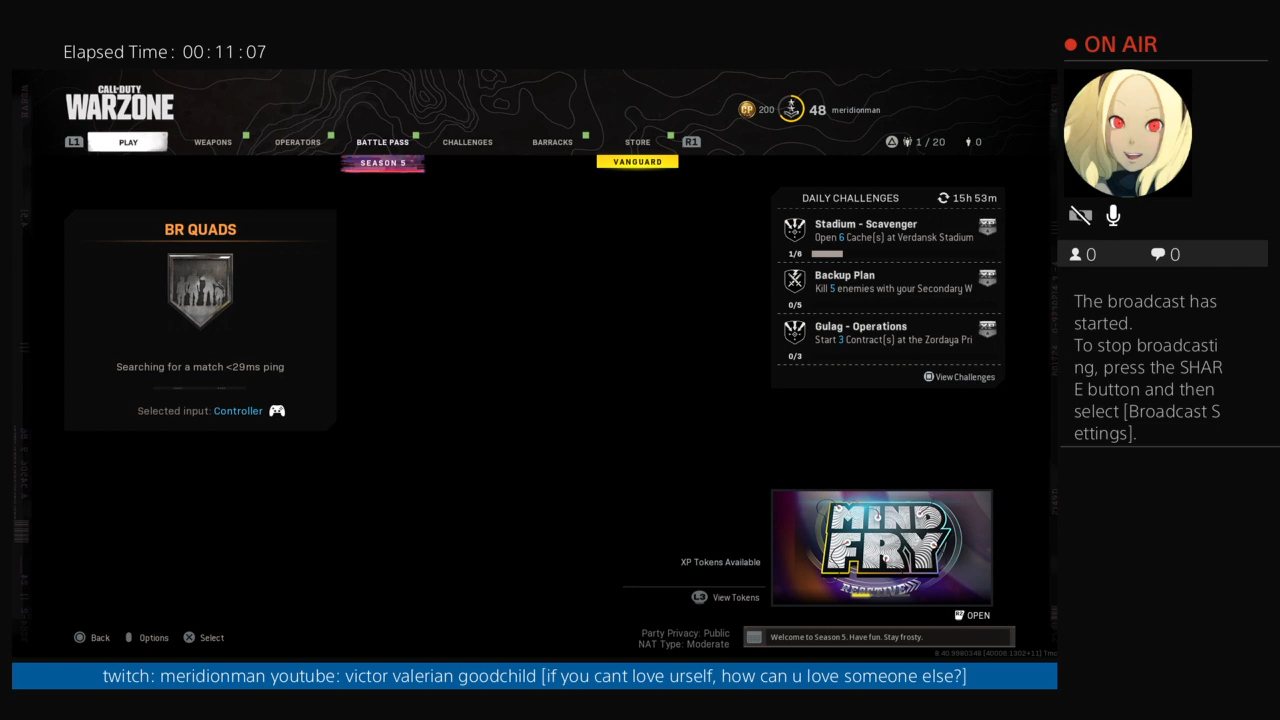 Elapsed Time: 00:11:07
ON AIR
CALL OF DUTY
WARZONE
CP 200 48 meridionman
L1 PLAY WEAPONS OPERATORS BATTLE PASS CHALLENGES BARRACKS STORE R1
1 / 20 0
SEASON 5
VANGUARD
BR QUADS
Searching for a match <29ms ping
Selected input: Controller
DAILY CHALLENGES 15h 53m
Stadium - Scavenger
Open 6 Cache(s) at Verdansk Stadium
1/6
Backup Plan
Kill 5 enemies with your Secondary W
0/5
Gulag - Operations
Start 3 Contract(s) at the Zordaya Pri
0/3
View Challenges
0 0
The broadcast has
started.
To stop broadcasti
ng, press the SHAR
E button and then
select [Broadcast S
ettings].
MIND
FRY
REACTIVE
XP Tokens Available
L3 View Tokens
R2 OPEN
Back Options Select
Party Privacy: Public
NAT Type: Moderate
Welcome to Season 5. Have fun. Stay frosty.
twitch: meridionman youtube: victor valerian goodchild [if you cant love urself, how can u love someone else?]